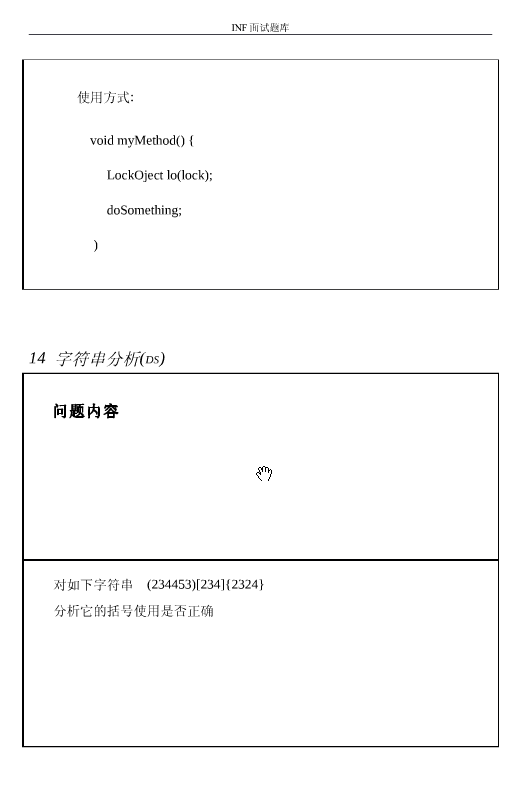 INF 面试题库
使用方式:
void myMethod() {
LockOject lo(lock);
doSomething;
)
14 字符串分析(DS)
问题内容
对如下字符串 (234453)[234]{2324}
分析它的括号使用是否正确